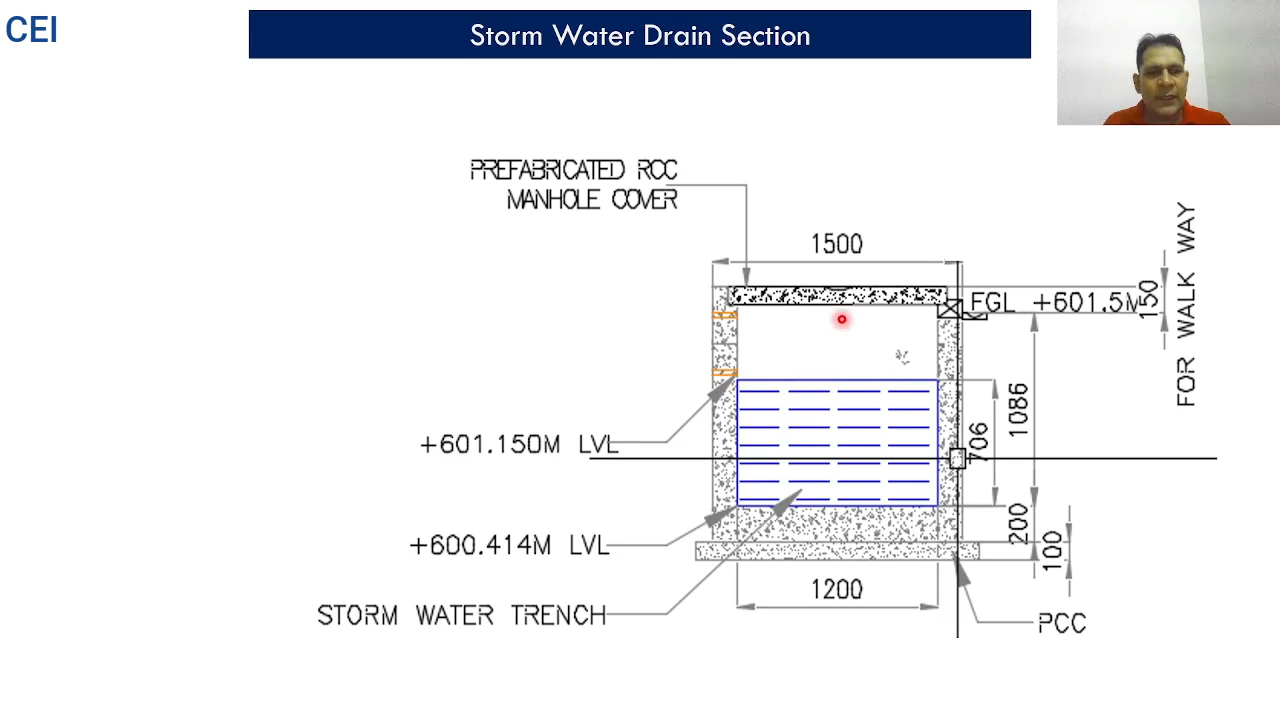 CEI
Storm Water Drain Section
PREFABRICATED RCC
MANHOLE COVER
1500
FGL +601.5M
150
FOR WALK WAY
+601.150M LVL
706
1086
+600.414M LVL
200
100
1200
STORM WATER TRENCH
PCC